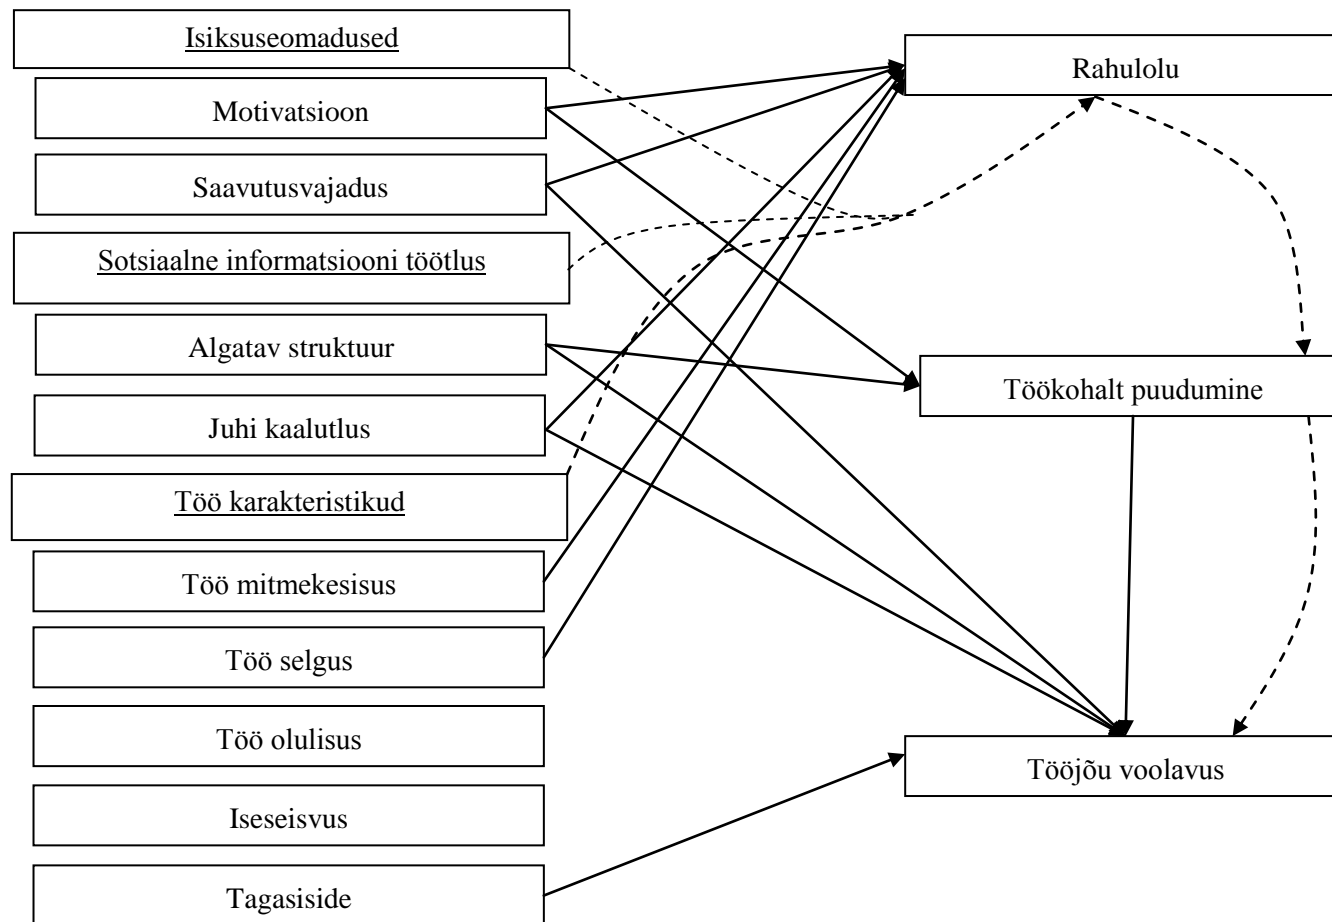 Isiksuseomadused
Motivatsioon
Saavutusvajadus
Sotsiaalne informatsiooni töötlus
Algatav struktuur
Juhi kaalutlus
Töö karakteristikud
Töö mitmekesisus
Töö selgus
Töö olulisus
Iseseisvus
Tagasiside
Rahulolu
Töökohalt puudumine
Tööjõu voolavus